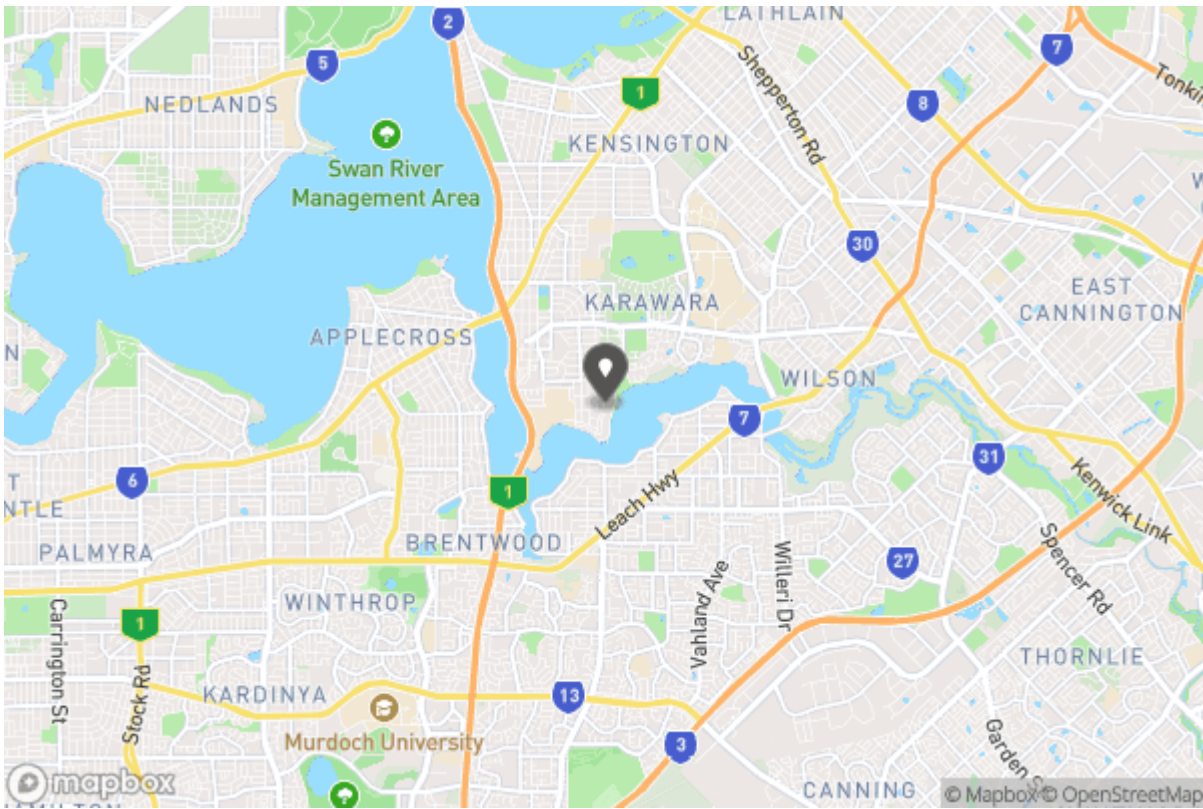 LATHLAIN
2
7
5
Tonkin
1
8
NEDLANDS
Shepperton Rd
KENSINGTON
Swan River
Management Area
30
EAST
CANNINGTON
KARAWARA
APPLECROSS
WILSON
7
31
6
1
Leach Hwy
Kenwick Link
PALMYRA
BRENTWOOD
Willeri Dr
27
Spencer Rd
Vahland Ave
WINTHROP
Carrington St
1
THORNLIE
Stock Rd
KARDINYA
13
Murdoch University
3
Garden S
mapbox
CANNING
© Mapbox © OpenStreetMap